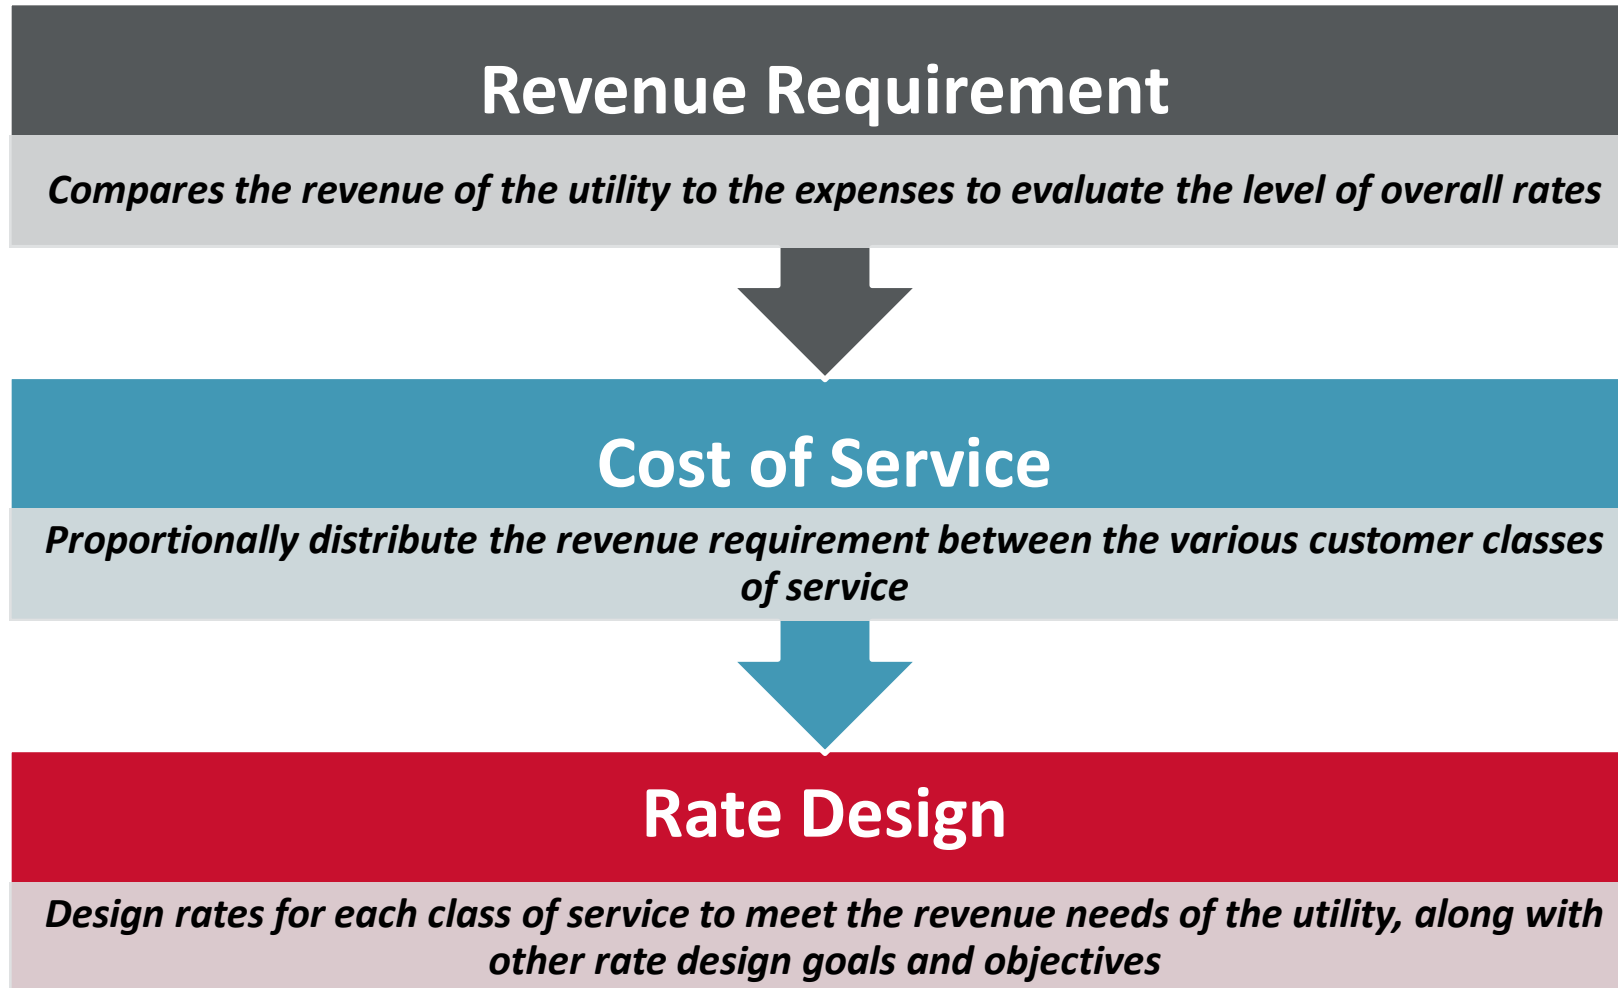 Revenue Requirement
Compares the revenue of the utility to the expenses to evaluate the level of overall rates
Cost of Service
Proportionally distribute the revenue requirement between the various customer classes
of service
Rate Design
Design rates for each class of service to meet the revenue needs of the utility, along with
other rate design goals and objectives